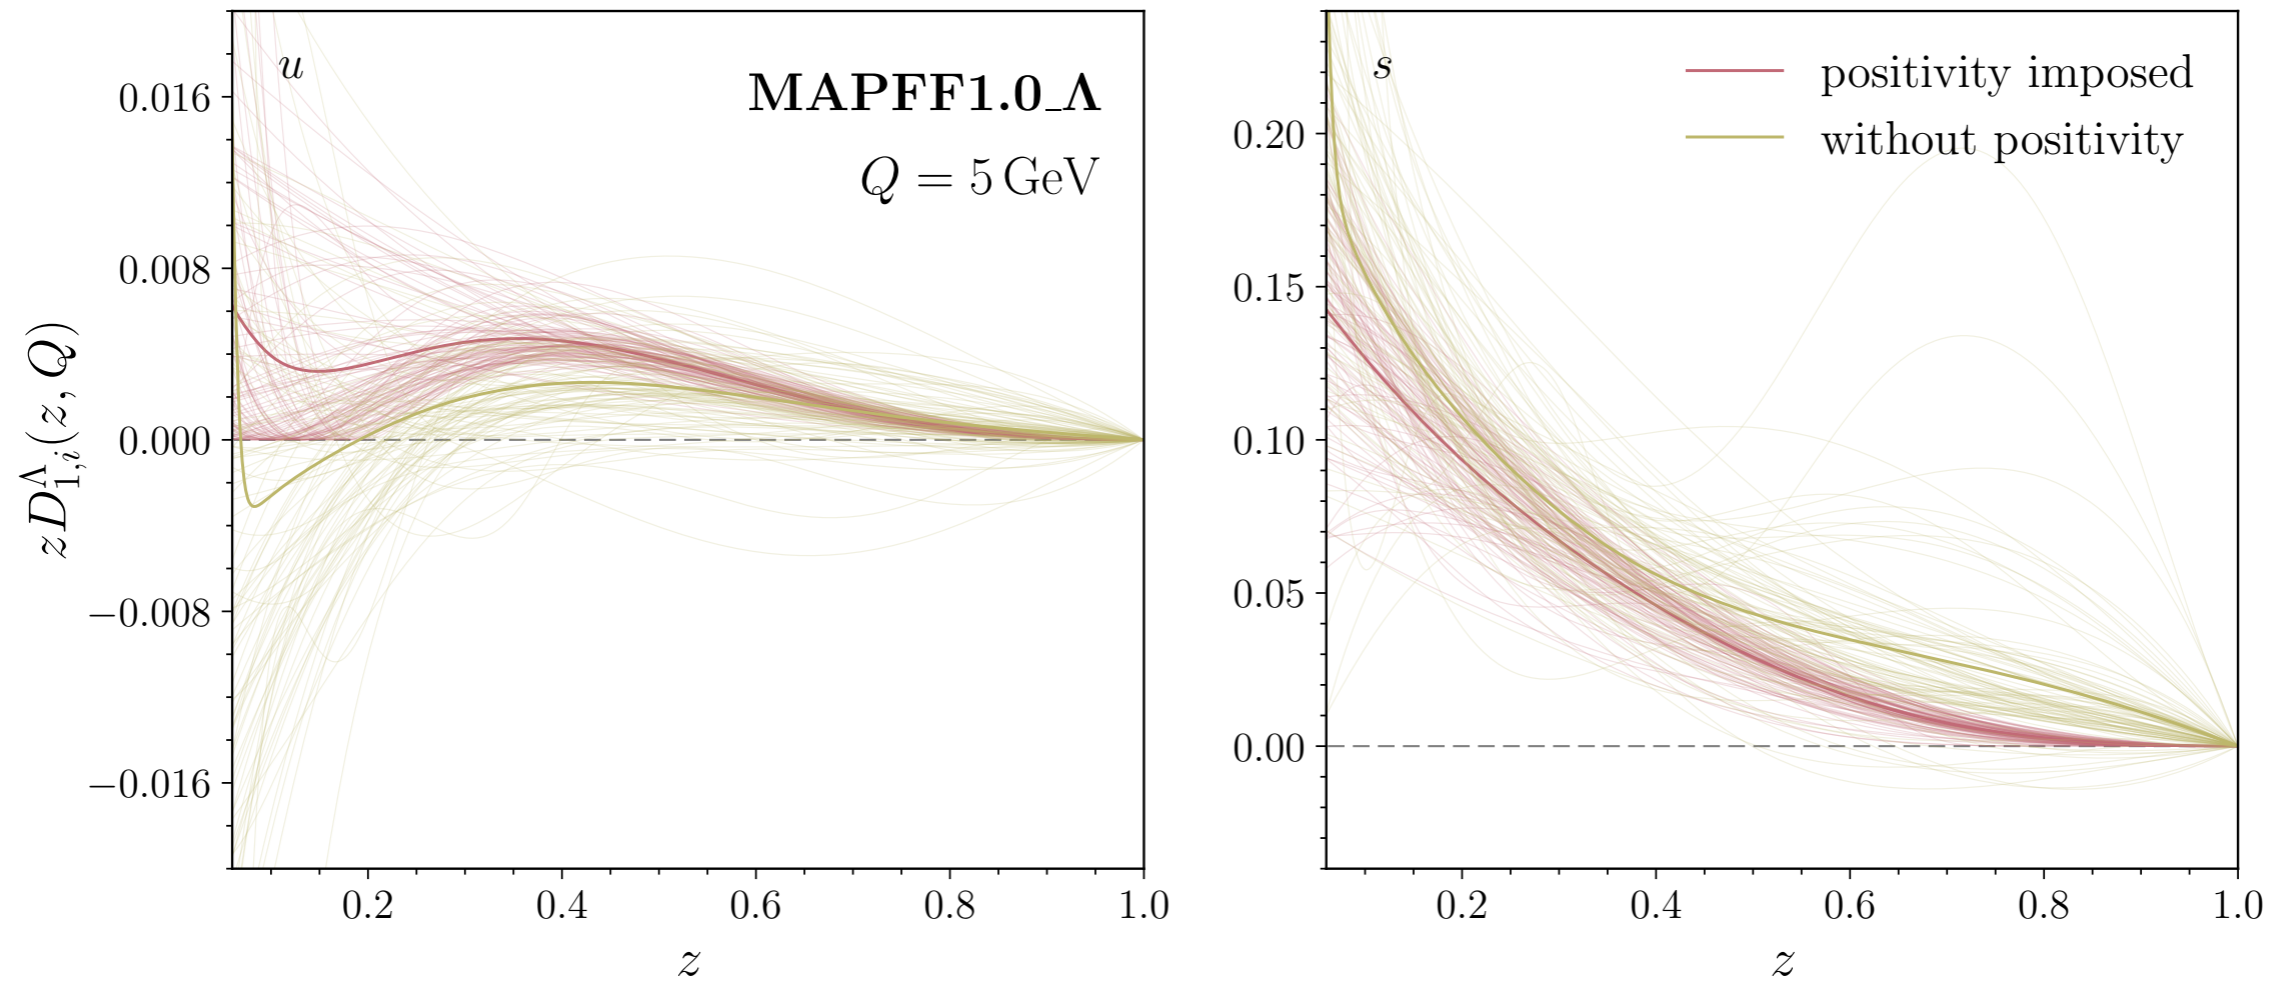 u
MAPFF1.0_Λ
Q = 5 GeV
0.016
0.008
0.000
−0.008
−0.016
zD^Λ_{1,i}(z, Q)
0.2 0.4 0.6 0.8 1.0
z
s
positivity imposed
without positivity
0.20
0.15
0.10
0.05
0.00
0.2 0.4 0.6 0.8 1.0
z